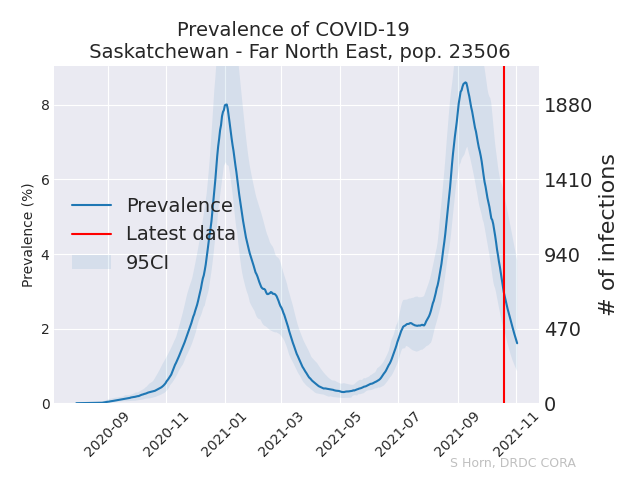 Prevalence of COVID-19
Saskatchewan - Far North East, pop. 23506
Prevalence (%)
8
6
4
2
0
Prevalence
Latest data
95CI
1880
1410
940
470
0
# of infections
2020-09
2020-11
2021-01
2021-03
2021-05
2021-07
2021-09
2021-11
S Horn, DRDC CORA